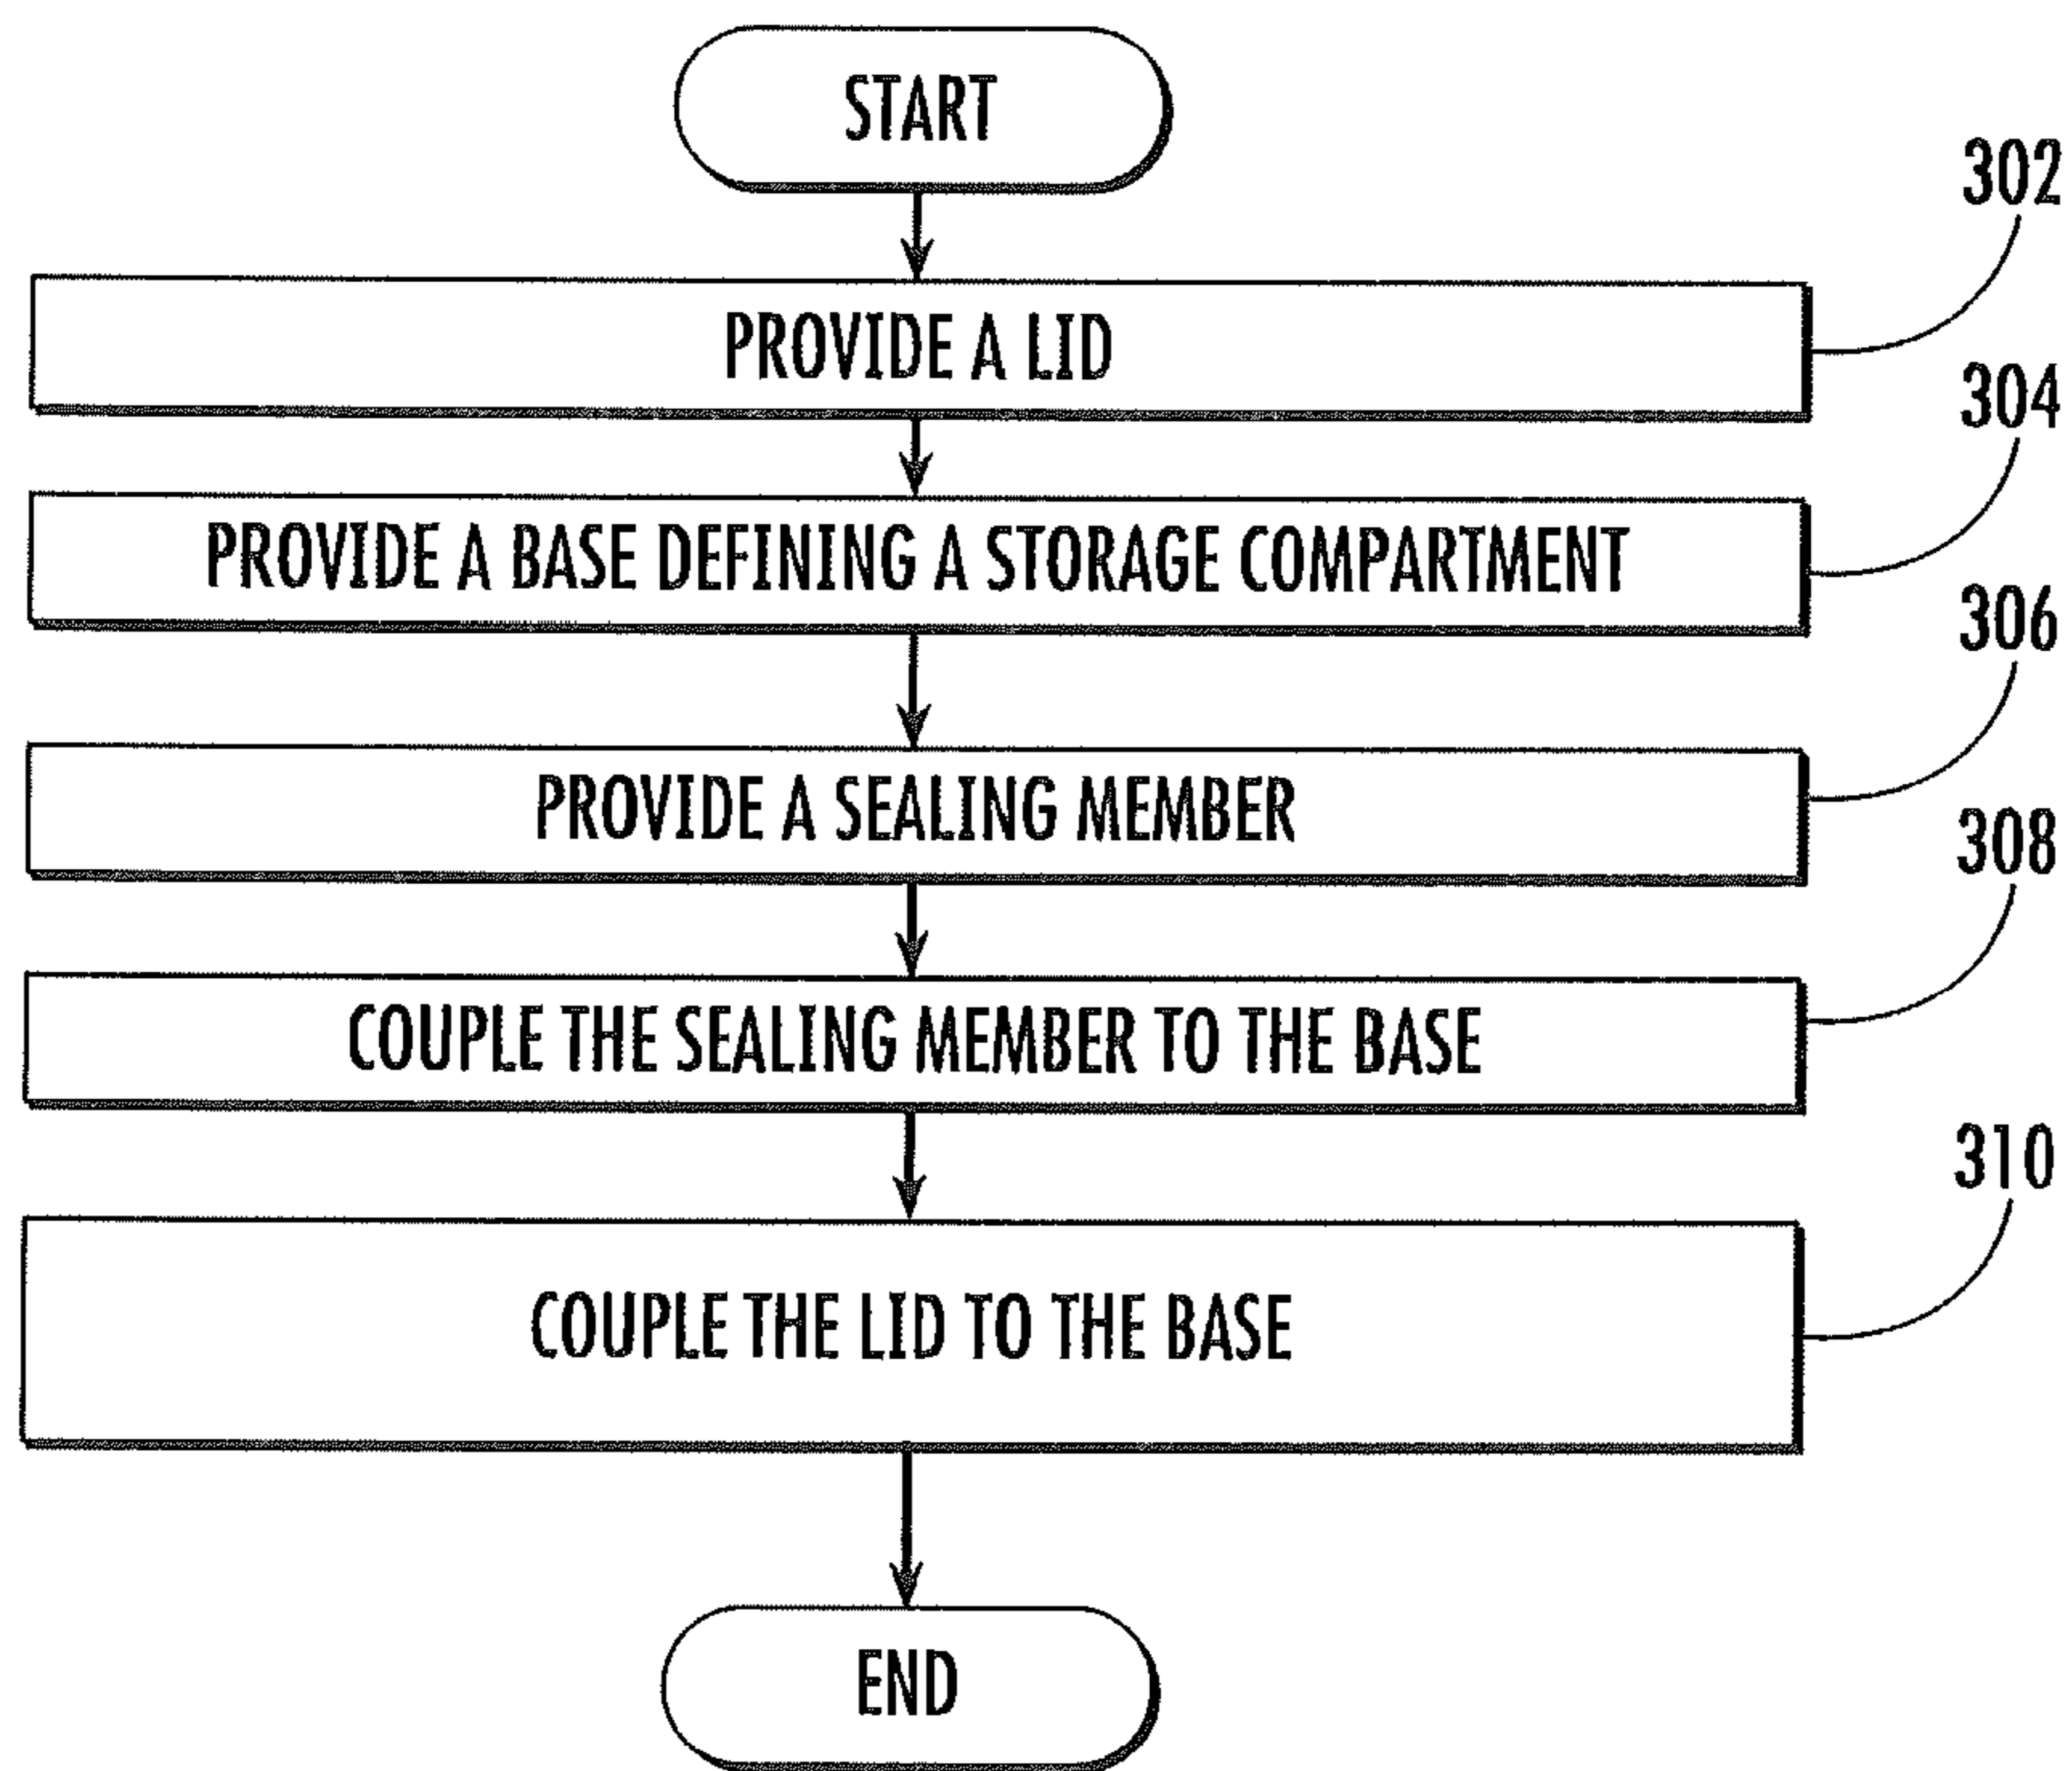 START
302
PROVIDE A LID
304
PROVIDE A BASE DEFINING A STORAGE COMPARTMENT
306
PROVIDE A SEALING MEMBER
308
COUPLE THE SEALING MEMBER TO THE BASE
310
COUPLE THE LID TO THE BASE
END